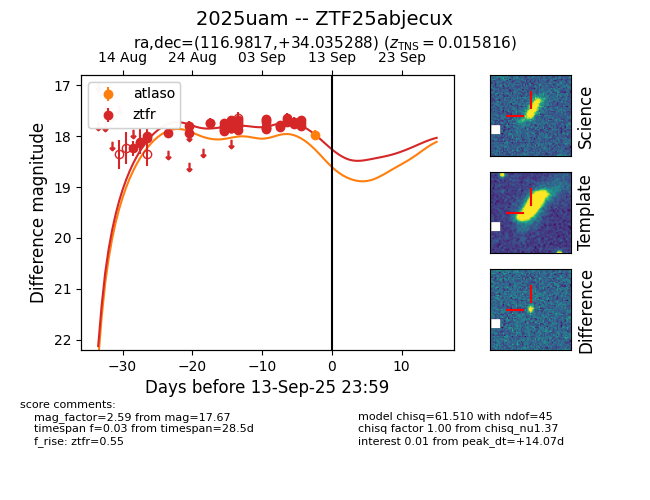 2025uam -- ZTF25abjecux
ra,dec=(116.9817,+34.035288) (z_TNS = 0.015816)
14 Aug 24 Aug 03 Sep 13 Sep 23 Sep
17
18
19
20
21
22
Difference magnitude
atlaso
ztfr
−30 −20 −10 0 10
Days before 13-Sep-25 23:59
Science
Template
Difference
score comments:
mag_factor=2.59 from mag=17.67
timespan f=0.03 from timespan=28.5d
f_rise: ztfr=0.55
model chisq=61.510 with ndof=45
chisq factor 1.00 from chisq_nu1.37
interest 0.01 from peak_dt=+14.07d